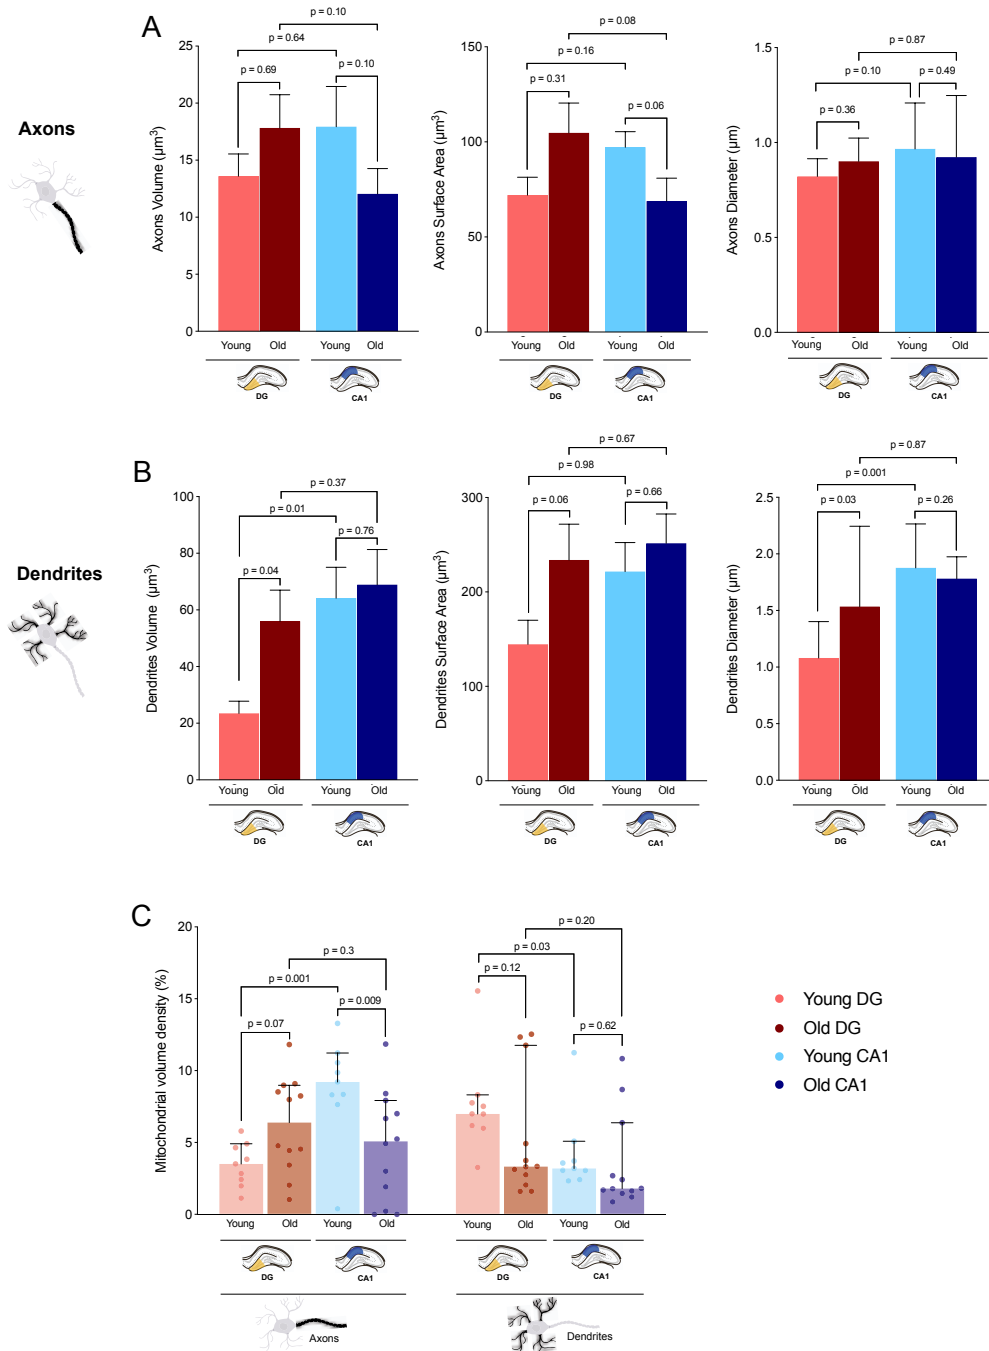 A
Axons
p = 0.10
p = 0.64
p = 0.69
p = 0.10
Axons Volume (µm³)
25
20
15
10
5
0
Young Old Young Old
DG CA1
p = 0.08
p = 0.16
p = 0.31
p = 0.06
Axons Surface Area (µm³)
150
100
50
0
Young Old Young Old
DG CA1
p = 0.87
p = 0.10
p = 0.49
p = 0.36
Axons Diameter (µm)
1.5
1.0
0.5
0.0
Young Old Young Old
DG CA1
B
Dendrites
p = 0.37
p = 0.01
p = 0.76
p = 0.04
Dendrites Volume (µm³)
100
80
60
40
20
0
Young Old Young Old
DG CA1
p = 0.67
p = 0.98
p = 0.06
p = 0.66
Dendrites Surface Area (µm³)
300
200
100
0
Young Old Young Old
DG CA1
p = 0.87
p = 0.001
p = 0.03
p = 0.26
Dendrites Diameter (µm)
2.5
2.0
1.5
1.0
0.5
0.0
Young Old Young Old
DG CA1
C
Mitochondrial volume density (%)
20
15
10
5
0
p = 0.3
p = 0.001
p = 0.009
p = 0.07
p = 0.20
p = 0.03
p = 0.12
p = 0.62
Young Old Young Old Young Old Young Old
DG CA1 DG CA1
Axons Dendrites
Young DG
Old DG
Young CA1
Old CA1